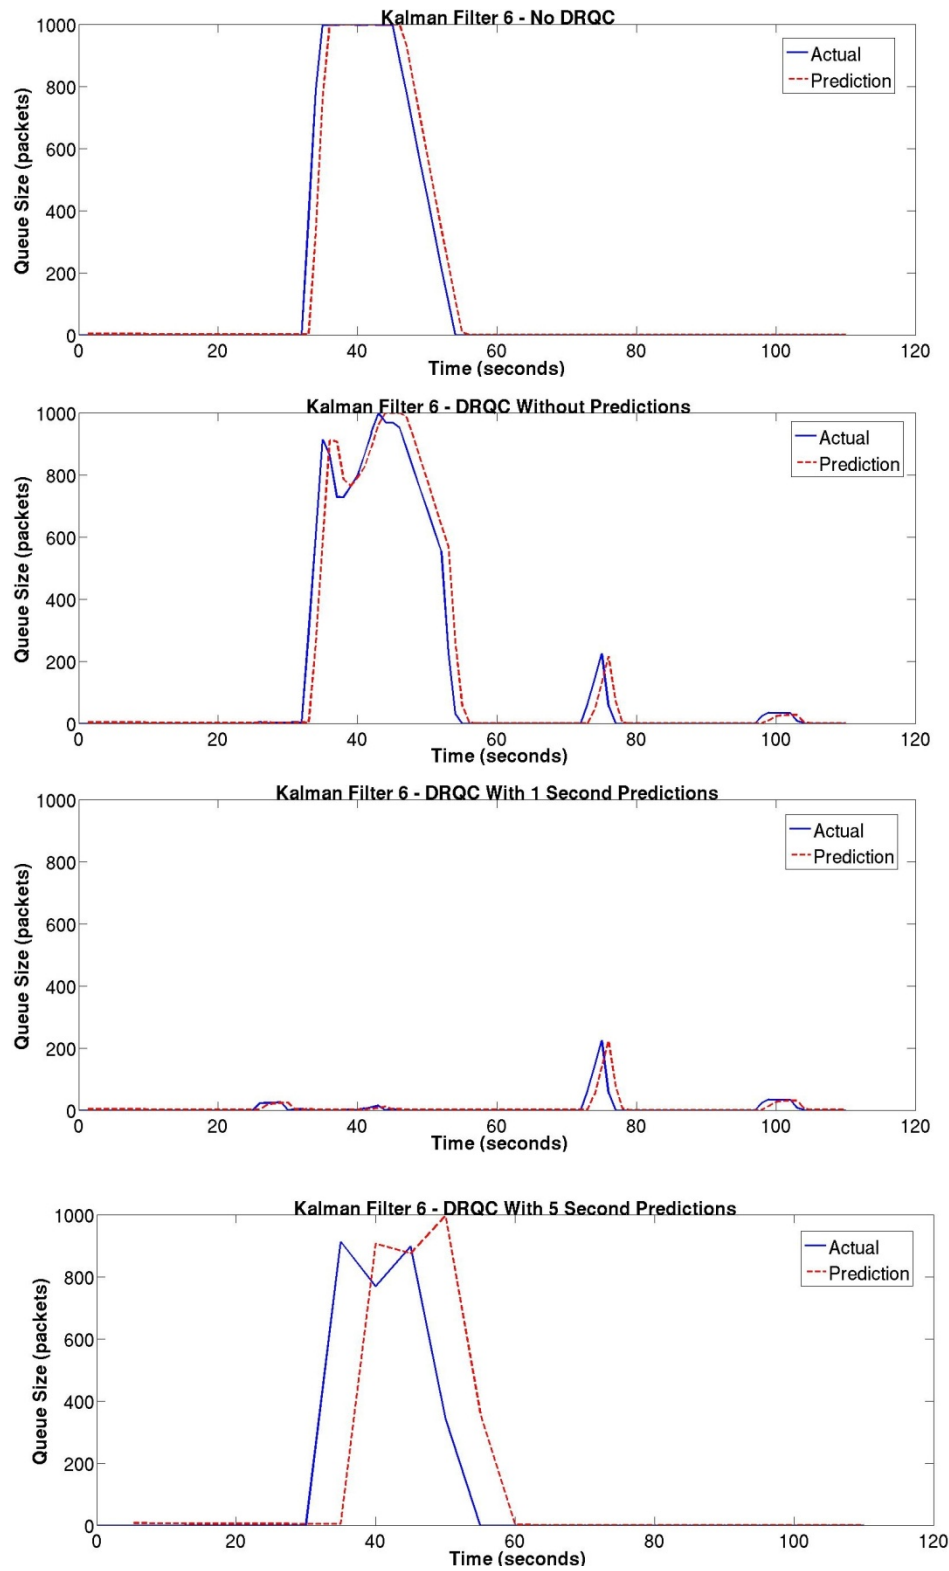 Kalman Filter 6 - No DRQC
1000
800
600
400
200
0
Queue Size (packets)
Actual
Prediction
0 20 40 60 80 100 120
Time (seconds)
Kalman Filter 6 - DRQC Without Predictions
1000
800
600
400
200
0
Queue Size (packets)
Actual
Prediction
0 20 40 60 80 100 120
Time (seconds)
Kalman Filter 6 - DRQC With 1 Second Predictions
1000
800
600
400
200
0
Queue Size (packets)
Actual
Prediction
0 20 40 60 80 100 120
Time (seconds)
Kalman Filter 6 - DRQC With 5 Second Predictions
1000
800
600
400
200
0
Queue Size (packets)
Actual
Prediction
0 20 40 60 80 100 120
Time (seconds)